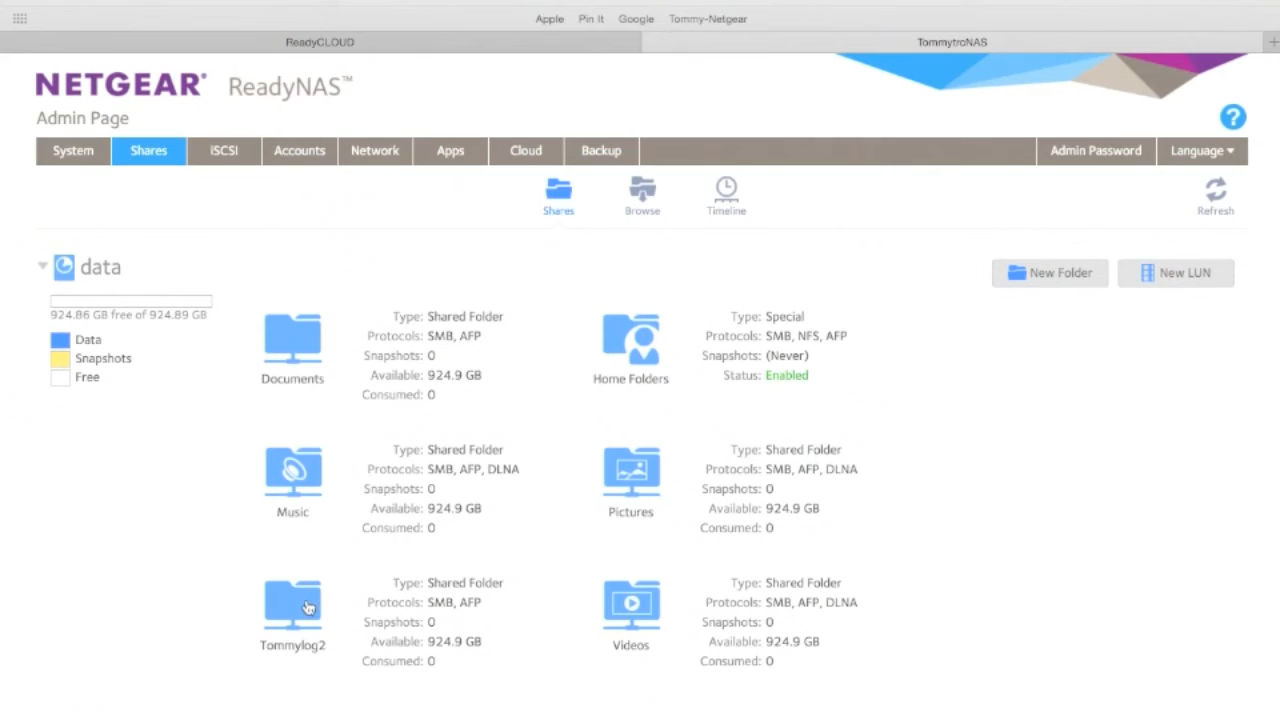 Apple Pin It Google Tommy-Netgear
ReadyCLOUD TommytroNAS +
NETGEAR® ReadyNAS™
Admin Page
?
System Shares iSCSI Accounts Network Apps Cloud Backup Admin Password Language
Shares Browse Timeline Refresh
data
New Folder New LUN
924.86 GB free of 924.89 GB
Data
Snapshots
Free
Documents
Type: Shared Folder
Protocols: SMB, AFP
Snapshots: 0
Available: 924.9 GB
Consumed: 0
Home Folders
Type: Special
Protocols: SMB, NFS, AFP
Snapshots: (Never)
Status: Enabled
Music
Type: Shared Folder
Protocols: SMB, AFP, DLNA
Snapshots: 0
Available: 924.9 GB
Consumed: 0
Pictures
Type: Shared Folder
Protocols: SMB, AFP, DLNA
Snapshots: 0
Available: 924.9 GB
Consumed: 0
Tommylog2
Type: Shared Folder
Protocols: SMB, AFP
Snapshots: 0
Available: 924.9 GB
Consumed: 0
Videos
Type: Shared Folder
Protocols: SMB, AFP, DLNA
Snapshots: 0
Available: 924.9 GB
Consumed: 0